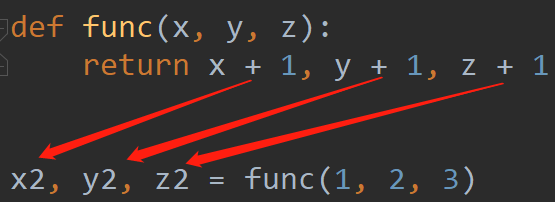 def func(x, y, z):
    return x + 1, y + 1, z + 1
x2, y2, z2 = func(1, 2, 3)